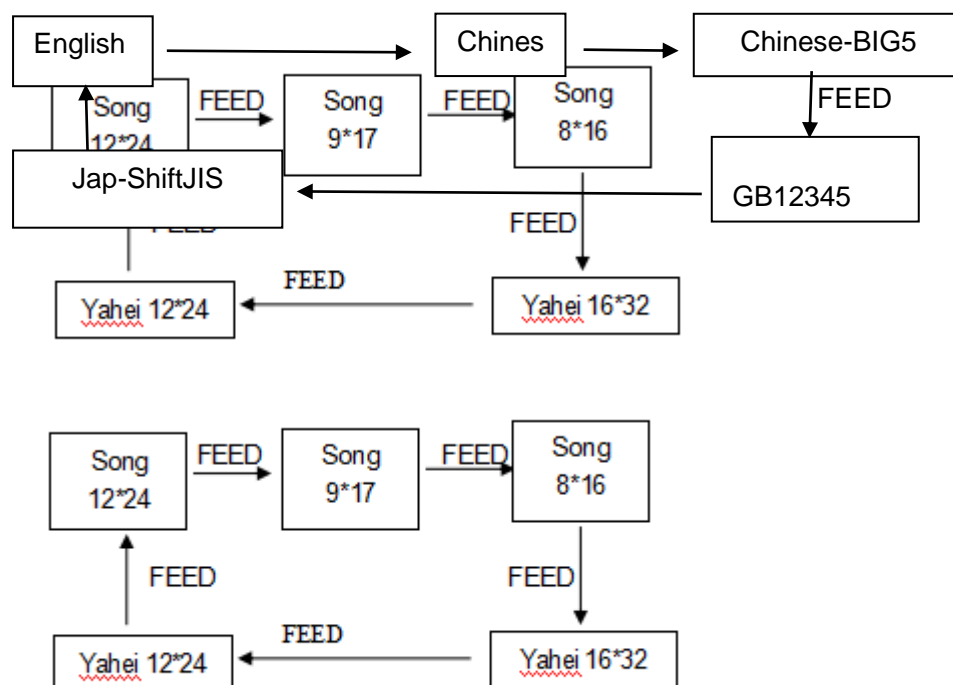 English
Chines
Chinese-BIG5
Song
12*24
FEED
Song
9*17
FEED
Song
8*16
FEED
Jap-ShiftJIS
GB12345
FEED
FEED
Yahei 12*24
FEED
Yahei 16*32
Song
12*24
FEED
Song
9*17
FEED
Song
8*16
FEED
FEED
Yahei 12*24
FEED
Yahei 16*32